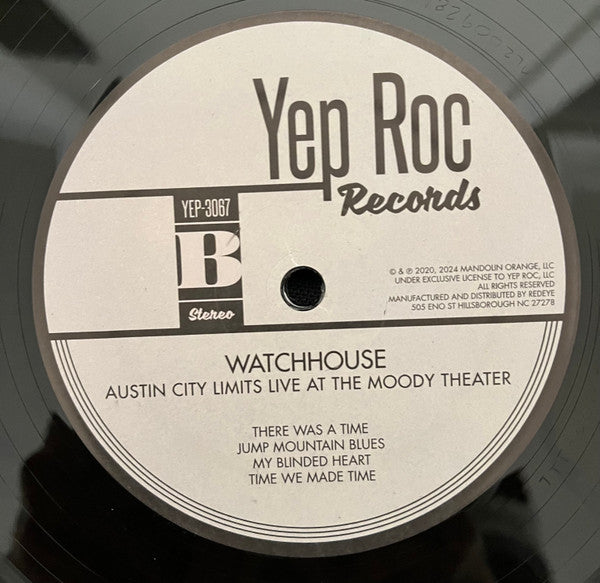 Yep Roc
Records
YEP-3067
B
Stereo
© & ℗ 2020, 2024 MANDOLIN ORANGE, LLC
UNDER EXCLUSIVE LICENSE TO YEP ROC, LLC
ALL RIGHTS RESERVED
MANUFACTURED AND DISTRIBUTED BY REDEYE
505 ENO ST HILLSBOROUGH NC 27278
WATCHHOUSE
AUSTIN CITY LIMITS LIVE AT THE MOODY THEATER
THERE WAS A TIME
JUMP MOUNTAIN BLUES
MY BLINDED HEART
TIME WE MADE TIME